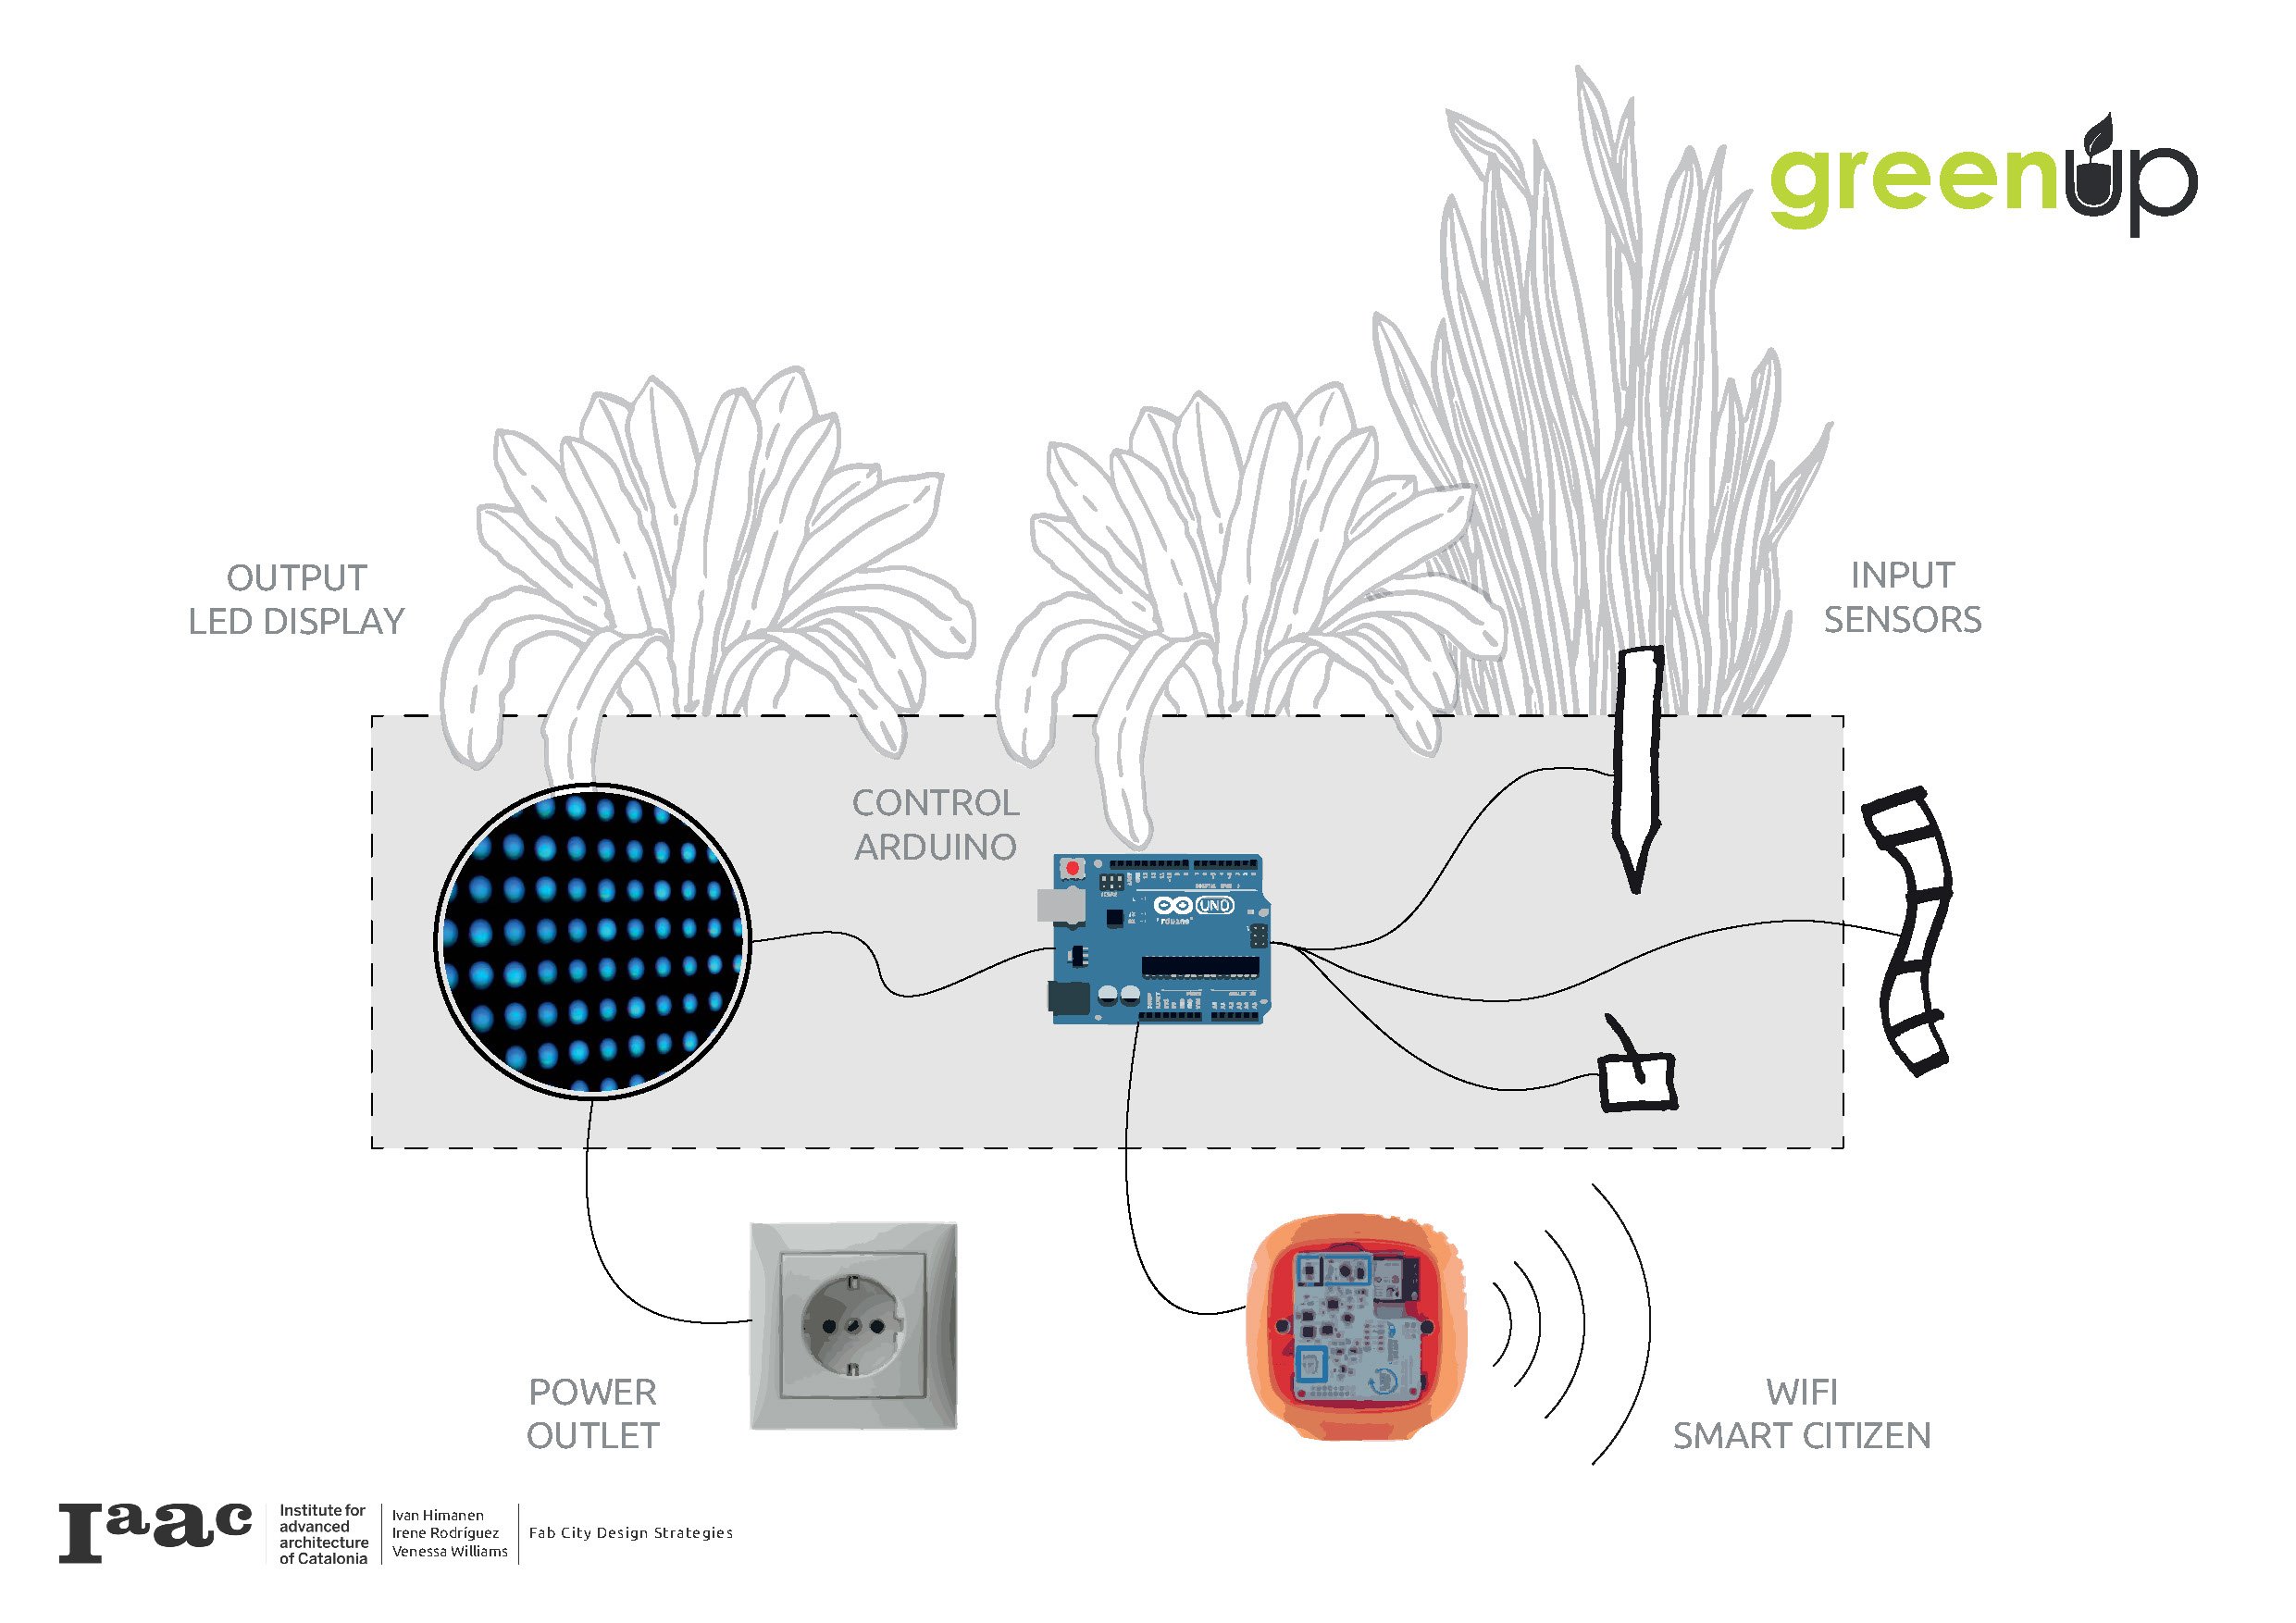 greenup
OUTPUT
LED DISPLAY
INPUT
SENSORS
CONTROL
ARDUINO
UNO
POWER
OUTLET
WIFI
SMART CITIZEN
Iaac
Institute for
advanced
architecture
of Catalonia
Ivan Himanen
Irene Rodríguez
Venessa Williams
Fab City Design Strategies